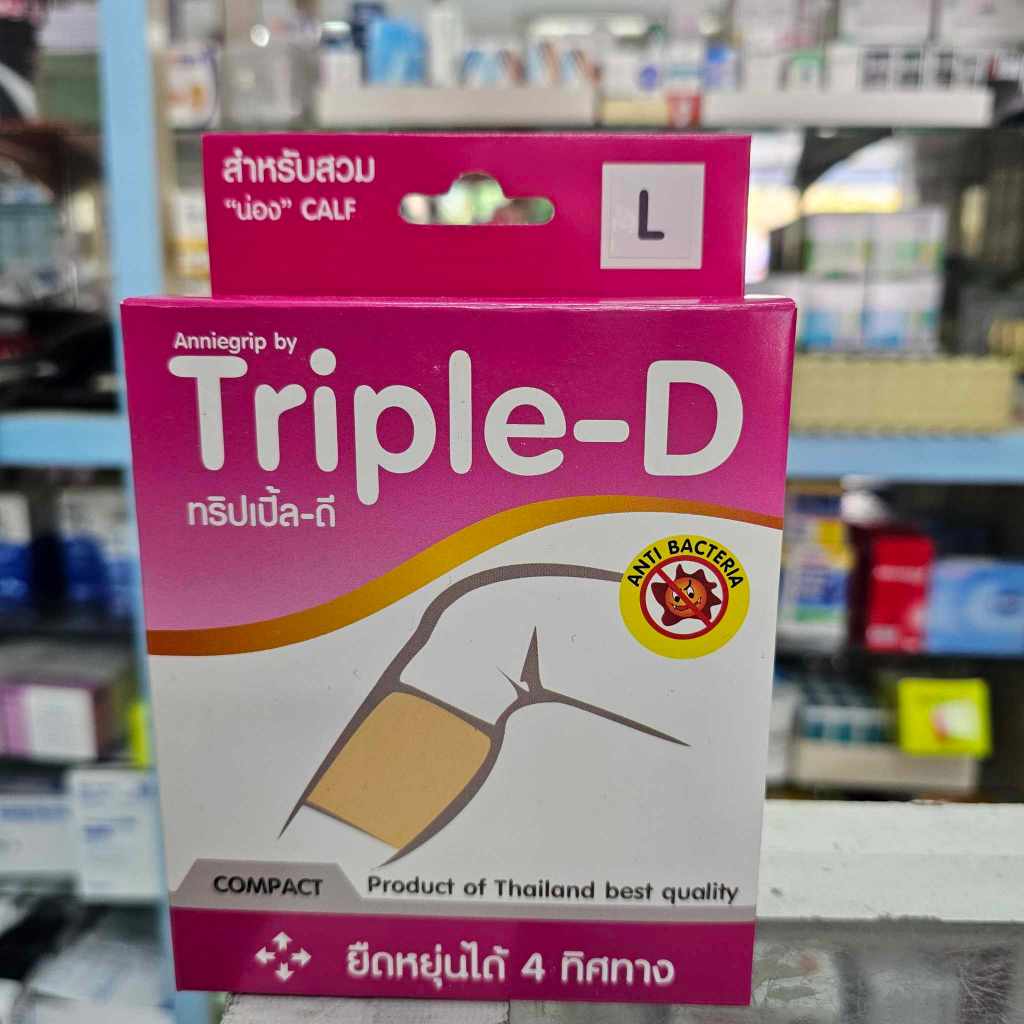 สำหรับสวม
"น่อง" CALF
L
Anniegrip by
Triple-D
ทริปเปิ้ล-ดี
ANTI BACTERIA
COMPACT
Product of Thailand best quality
ยืดหยุ่นได้ 4 ทิศทาง